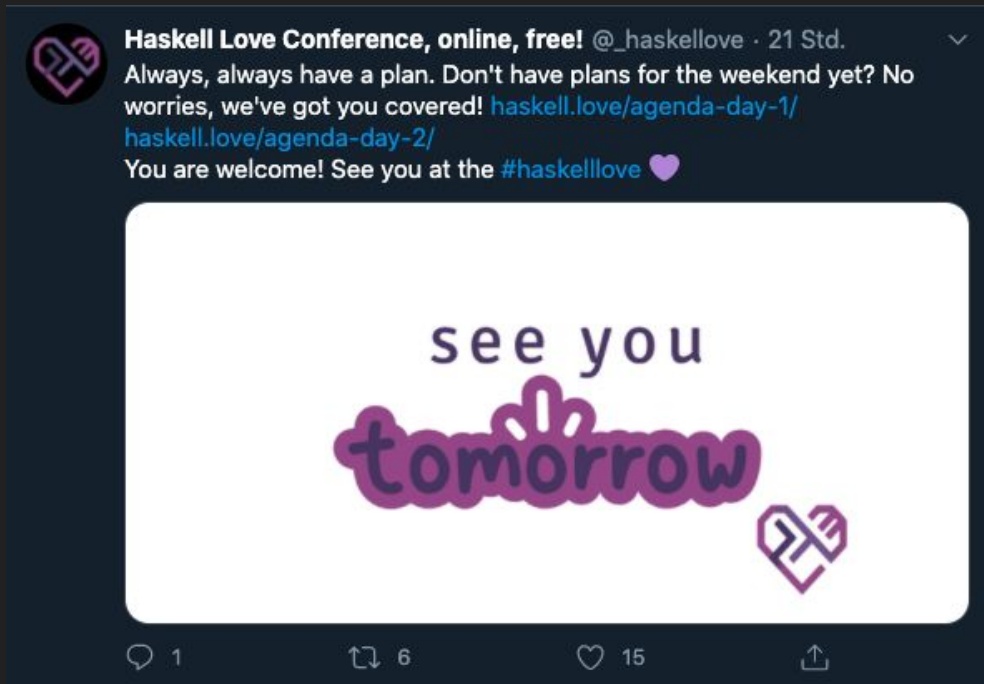 Haskell Love Conference, online, free! @_haskellove · 21 Std.
Always, always have a plan. Don't have plans for the weekend yet? No
worries, we've got you covered! haskell.love/agenda-day-1/
haskell.love/agenda-day-2/
You are welcome! See you at the #haskelllove 💜
see you
tomorrow
1 6 15